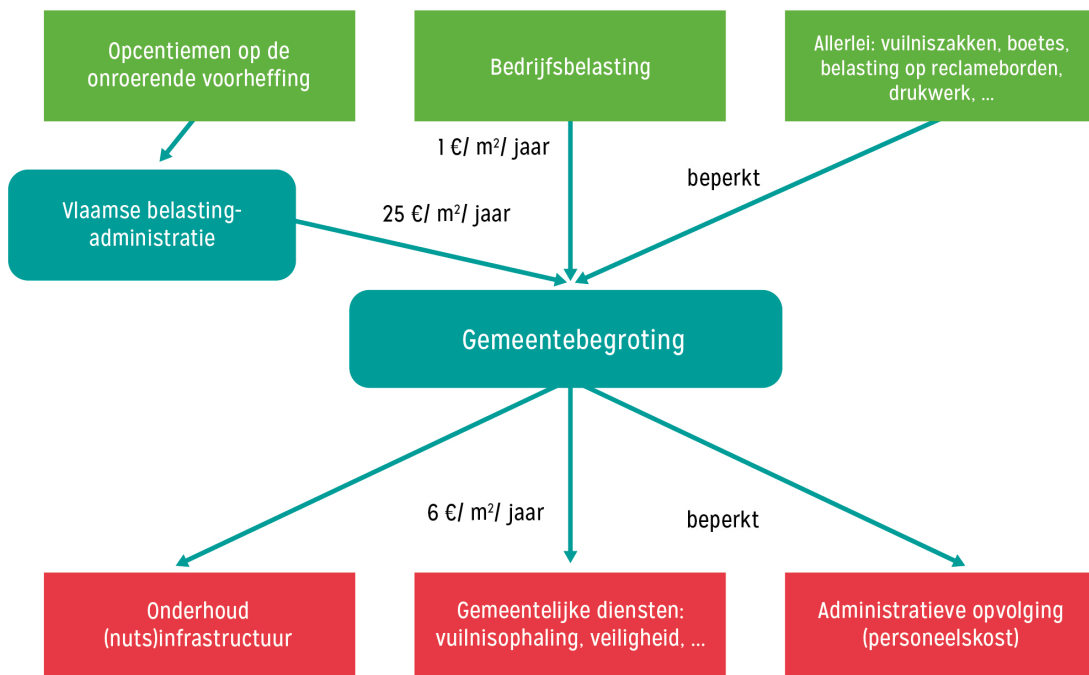 Opcentiemen op de
onroerende voorheffing
Bedrijfsbelasting
Allerlei: vuilniszakken, boetes,
belasting op reclameborden,
drukwerk, ...
1 €/ m²/ jaar
beperkt
Vlaamse belasting-
administratie
25 €/ m²/ jaar
Gemeentebegroting
6 €/ m²/ jaar
beperkt
Onderhoud
(nuts)infrastructuur
Gemeentelijke diensten:
vuilnisophaling, veiligheid, ...
Administratieve opvolging
(personeelskost)